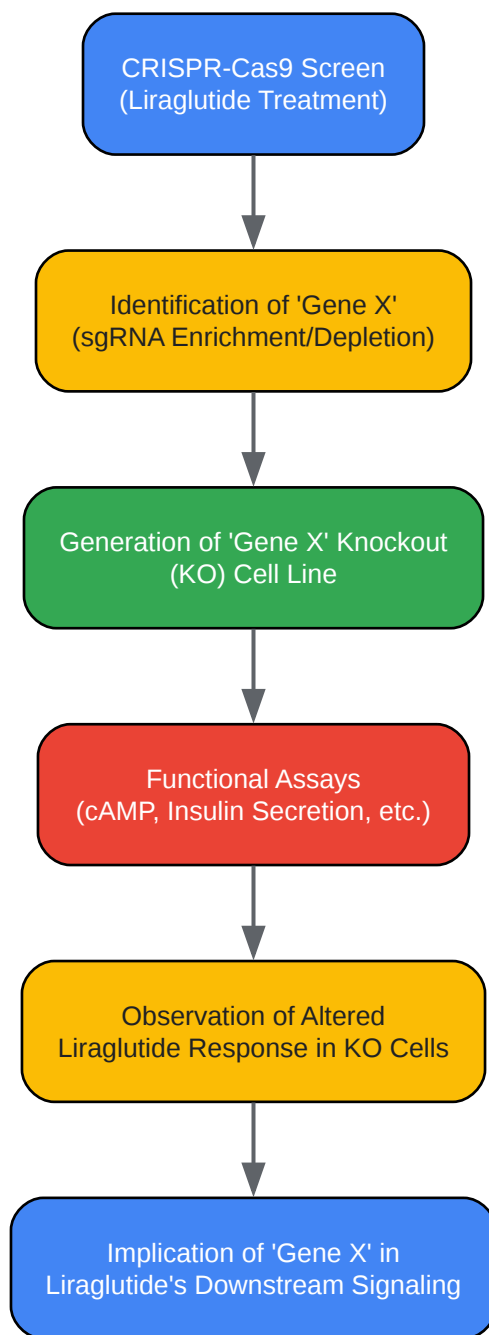 CRISPR-Cas9 Screen
(Liraglutide Treatment)
Identification of 'Gene X'
(sgRNA Enrichment/Depletion)
Generation of 'Gene X' Knockout
(KO) Cell Line
Functional Assays
(cAMP, Insulin Secretion, etc.)
Observation of Altered
Liraglutide Response in KO Cells
Implication of 'Gene X' in
Liraglutide's Downstream Signaling